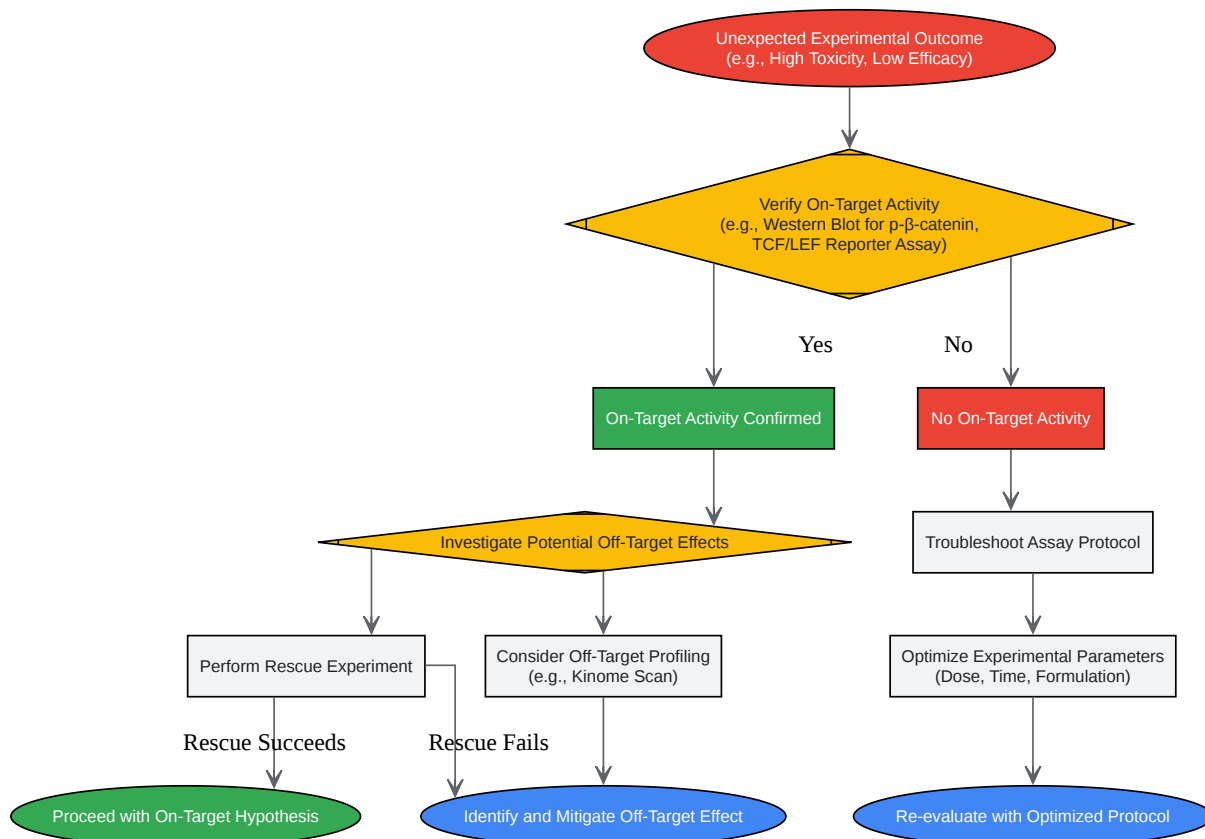 Unexpected Experimental Outcome
(e.g., High Toxicity, Low Efficacy)
Verify On-Target Activity
(e.g., Western Blot for p-β-catenin,
TCF/LEF Reporter Assay)
Yes
No
On-Target Activity Confirmed
No On-Target Activity
Investigate Potential Off-Target Effects
Troubleshoot Assay Protocol
Perform Rescue Experiment
Consider Off-Target Profiling
(e.g., Kinome Scan)
Optimize Experimental Parameters
(Dose, Time, Formulation)
Rescue Succeeds
Rescue Fails
Proceed with On-Target Hypothesis
Identify and Mitigate Off-Target Effect
Re-evaluate with Optimized Protocol